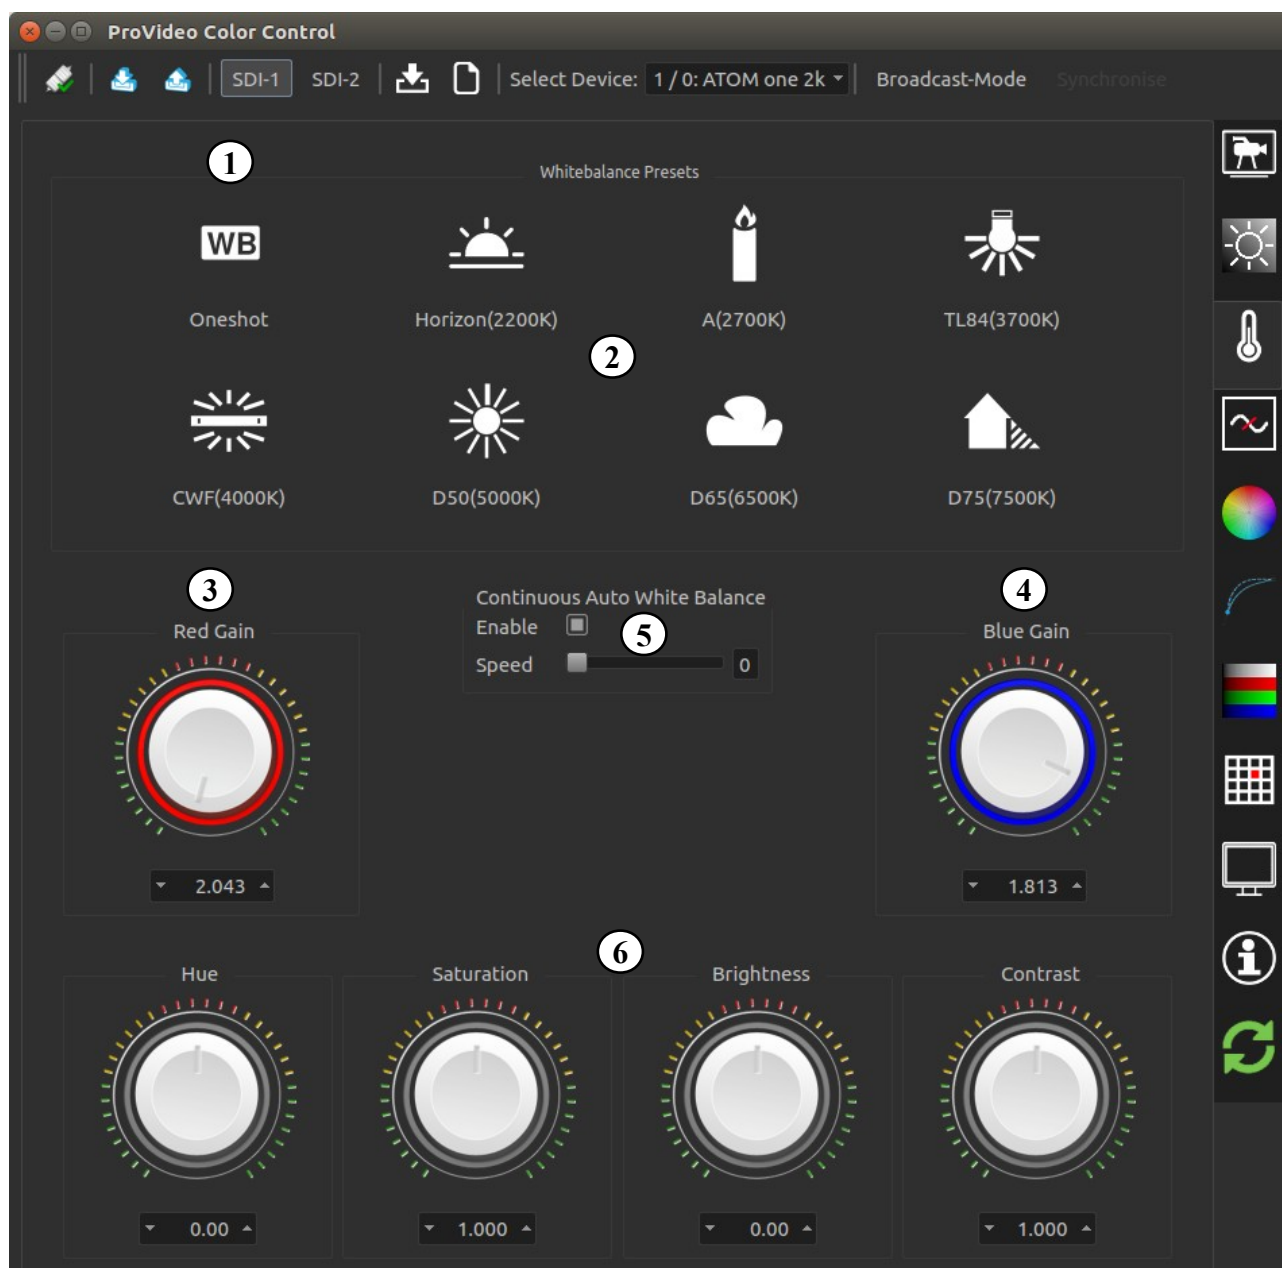 ProVideo Color Control
SDI-1 SDI-2 Select Device: 1 / 0: ATOM one 2k Broadcast-Mode Synchronise
1
Whitebalance Presets
WB
Oneshot Horizon(2200K) A(2700K) TL84(3700K)
2
CWF(4000K) D50(5000K) D65(6500K) D75(7500K)
3 4
Continuous Auto White Balance
Red Gain Enable 5 Blue Gain
Speed 0
2.043 1.813
6
Hue Saturation Brightness Contrast
0.00 1.000 0.00 1.000